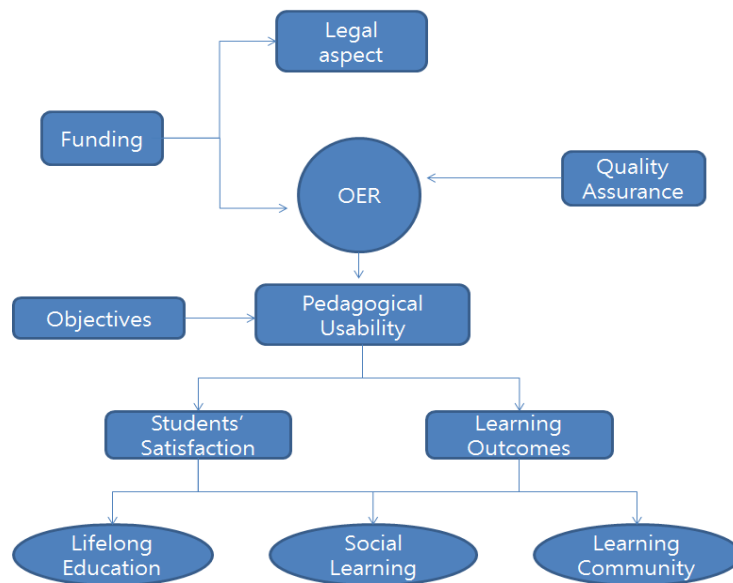 Legal
aspect
Funding
OER
Quality
Assurance
Objectives
Pedagogical
Usability
Students’
Satisfaction
Learning
Outcomes
Lifelong
Education
Social
Learning
Learning
Community